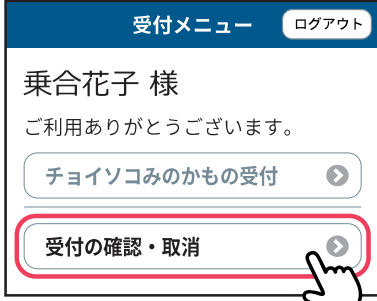 受付メニュー ログアウト
乗合花子 様
ご利用ありがとうございます。
チョイソコみのかもの受付
受付の確認・取消